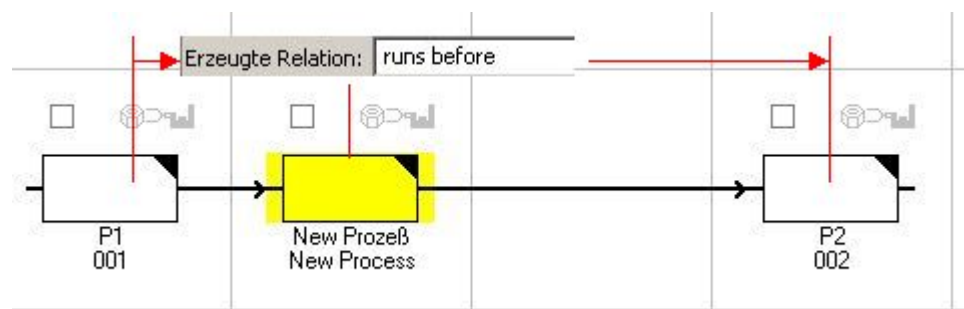 Erzeugte Relation: runs before
P1
001
New Prozeß
New Process
P2
002